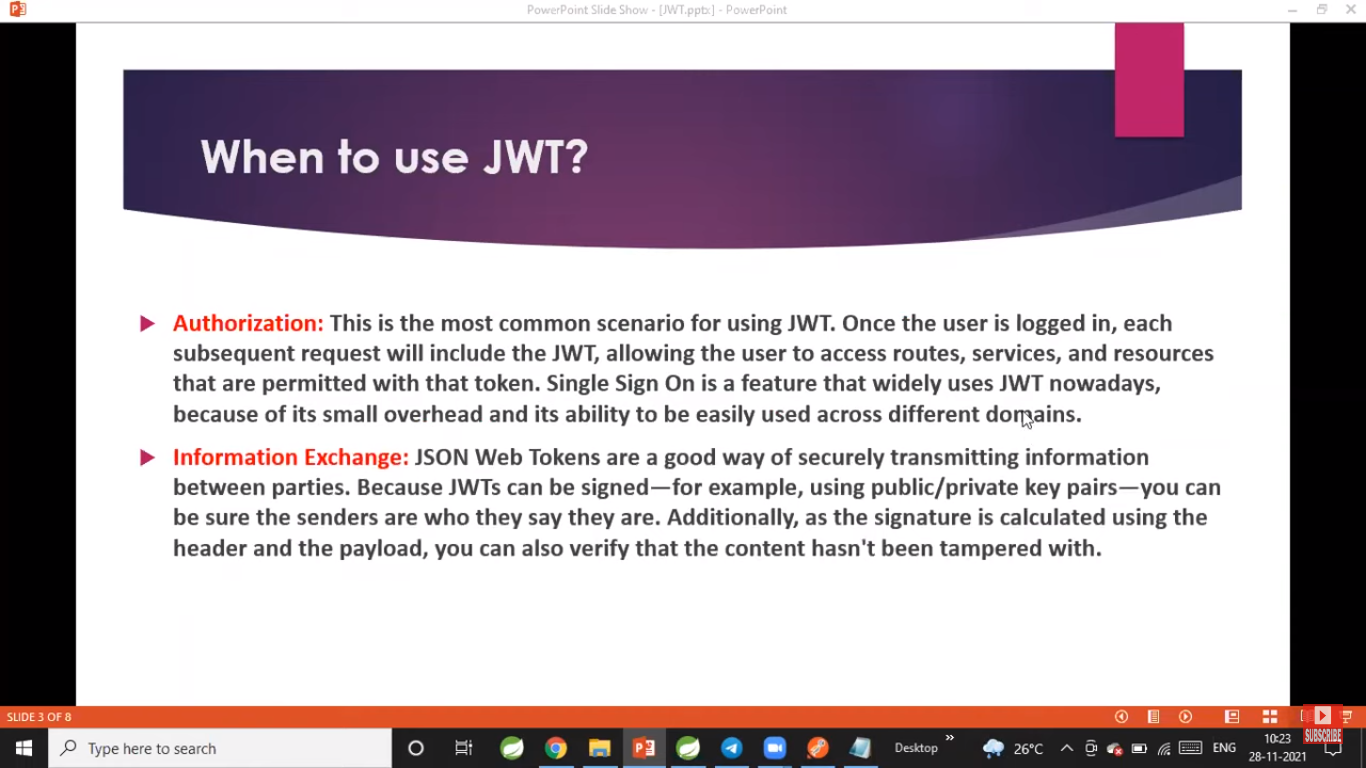 PowerPoint Slide Show - [JWT.pptx] - PowerPoint
When to use JWT?
Authorization: This is the most common scenario for using JWT. Once the user is logged in, each
subsequent request will include the JWT, allowing the user to access routes, services, and resources
that are permitted with that token. Single Sign On is a feature that widely uses JWT nowadays,
because of its small overhead and its ability to be easily used across different domains.
Information Exchange: JSON Web Tokens are a good way of securely transmitting information
between parties. Because JWTs can be signed—for example, using public/private key pairs—you can
be sure the senders are who they say they are. Additionally, as the signature is calculated using the
header and the payload, you can also verify that the content hasn't been tampered with.
SLIDE 3 OF 8
SUBSCRIBE
Type here to search
Desktop
»
26°C
ENG
10:23
28-11-2021